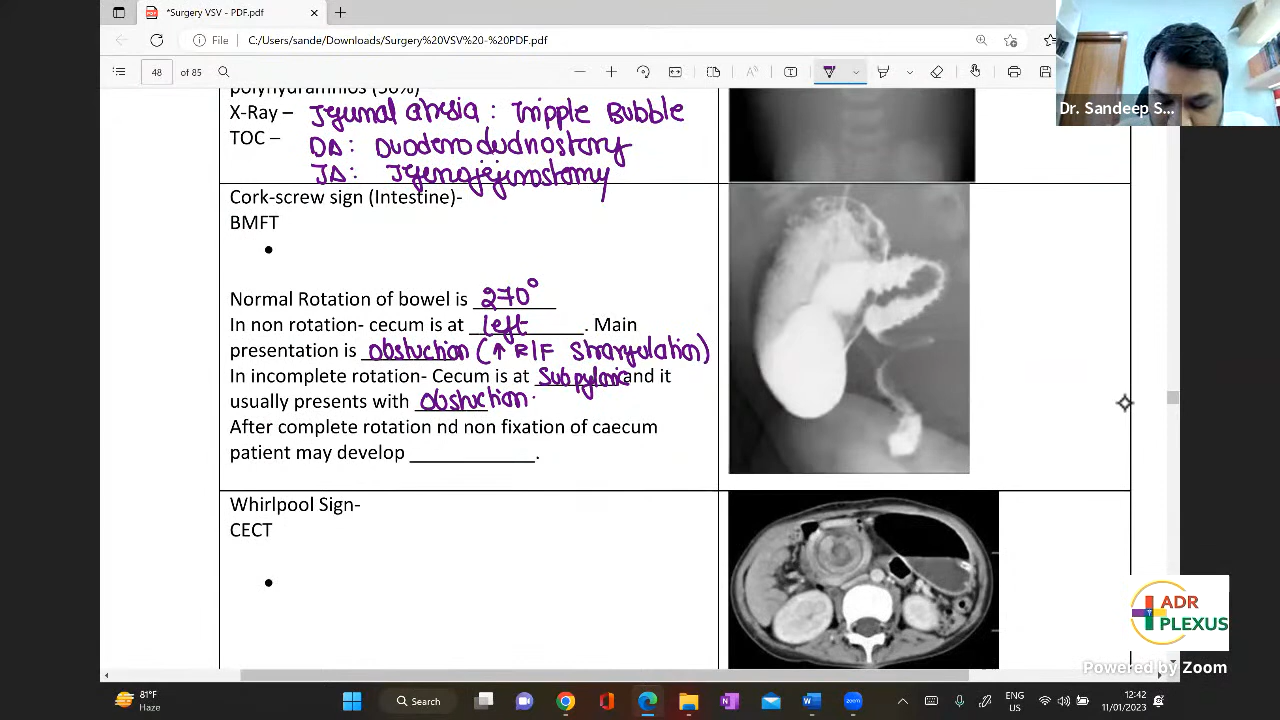 *Surgery VSV - PDF.pdf
File C:/Users/sande/Downloads/Surgery%20VSV%20-%20PDF.pdf
48 of 85
Dr. Sandeep S...
polyhydramnios (50%)
X-Ray – Jejunal atresia : Tripple Bubble
TOC –
DA : Duodenoduodnostomy
JA : Jejenojejunostomy
Cork-screw sign (Intestine)-
BMFT
Normal Rotation of bowel is 270°
In non rotation- cecum is at left. Main
presentation is obstuction (↑ R/F Strangulation)
In incomplete rotation- Cecum is at Subpyloric and it
usually presents with obstuction.
After complete rotation nd non fixation of caecum
patient may develop ____________.
Whirlpool Sign-
CECT
ADR
PLEXUS
Powered by Zoom
81°F
Haze
Search
ENG
US
12:42
11/01/2023